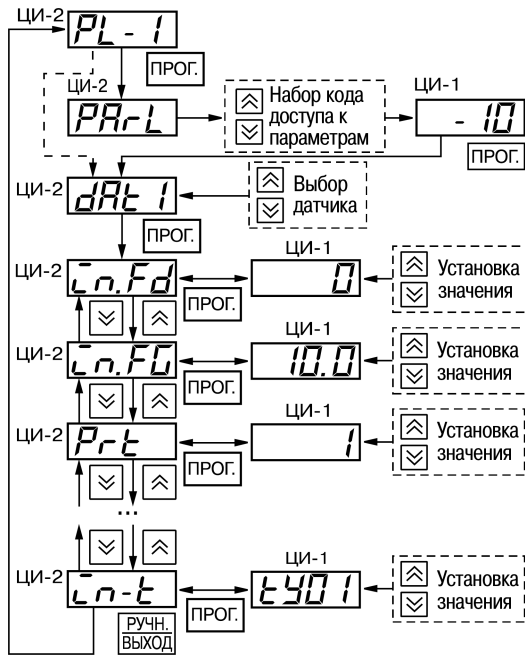 ЦИ-2
PL-1
ПРОГ.
ЦИ-2
PArL
Набор кода
доступа к
параметрам
ЦИ-1
-10
ПРОГ.
ЦИ-2
dAt1
Выбор
датчика
ПРОГ.
ЦИ-2
in.Fd
ПРОГ.
ЦИ-1
0
Установка
значения
ЦИ-2
in.FG
ПРОГ.
ЦИ-1
10.0
Установка
значения
ЦИ-2
Prt
ПРОГ.
ЦИ-1
1
Установка
значения
...
ЦИ-2
in-t
ПРОГ.
ЦИ-1
tY01
Установка
значения
РУЧН.
ВЫХОД